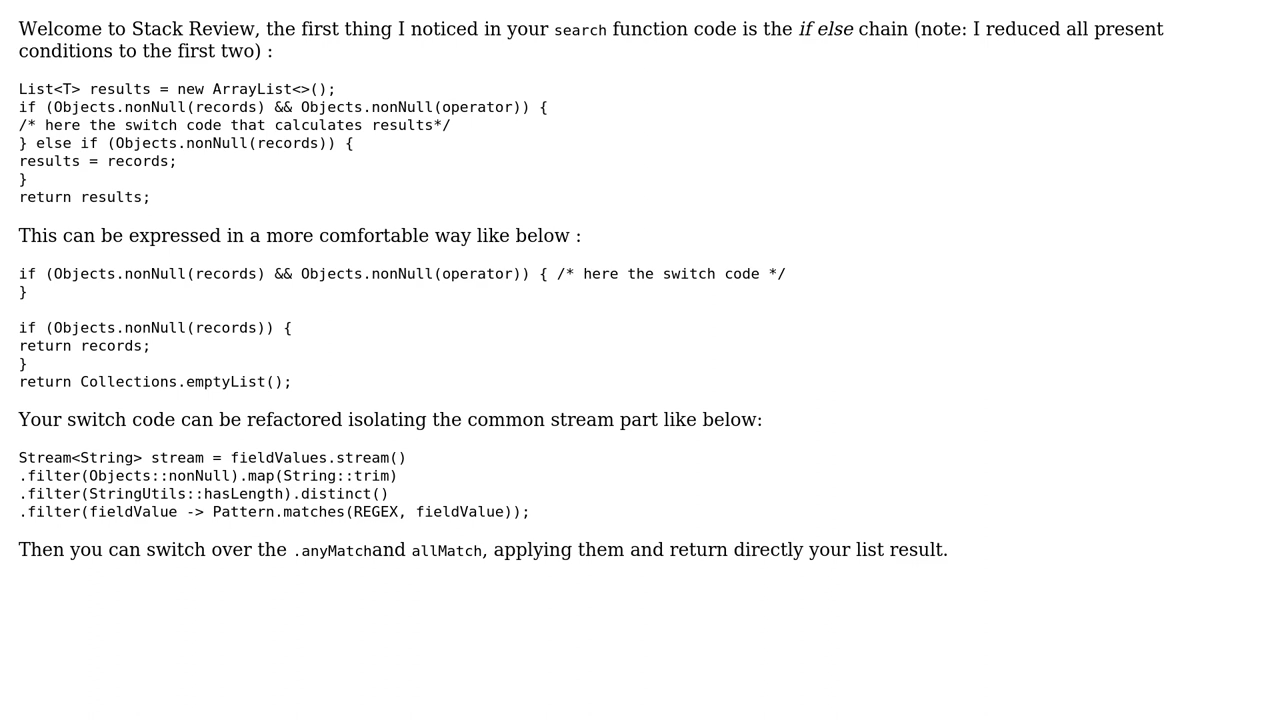 Welcome to Stack Review, the first thing I noticed in your search function code is the if else chain (note: I reduced all present
conditions to the first two) :
List<T> results = new ArrayList<>();
if (Objects.nonNull(records) && Objects.nonNull(operator)) {
/* here the switch code that calculates results*/
} else if (Objects.nonNull(records)) {
results = records;
}
return results;
This can be expressed in a more comfortable way like below :
if (Objects.nonNull(records) && Objects.nonNull(operator)) { /* here the switch code */
}
if (Objects.nonNull(records)) {
return records;
}
return Collections.emptyList();
Your switch code can be refactored isolating the common stream part like below:
Stream<String> stream = fieldValues.stream()
.filter(Objects::nonNull).map(String::trim)
.filter(StringUtils::hasLength).distinct()
.filter(fieldValue -> Pattern.matches(REGEX, fieldValue));
Then you can switch over the .anyMatchand allMatch, applying them and return directly your list result.